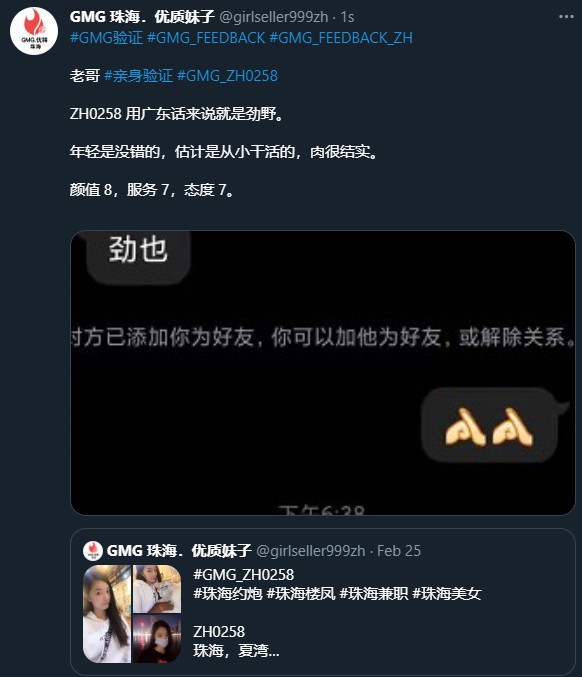 GMG 珠海．优质妹子 @girlseller999zh · 1s
#GMG验证 #GMG_FEEDBACK #GMG_FEEDBACK_ZH
老哥 #亲身验证 #GMG_ZH0258
ZH0258 用广东话来说就是劲野。
年轻是没错的，估计是从小干活的，肉很结实。
颜值 8，服务 7，态度 7。
劲也
对方已添加你为好友，你可以加他为好友，或解除关系。
下午6:38
GMG 珠海．优质妹子 @girlseller999zh · Feb 25
#GMG_ZH0258
#珠海约炮 #珠海楼凤 #珠海兼职 #珠海美女
ZH0258
珠海，夏湾...